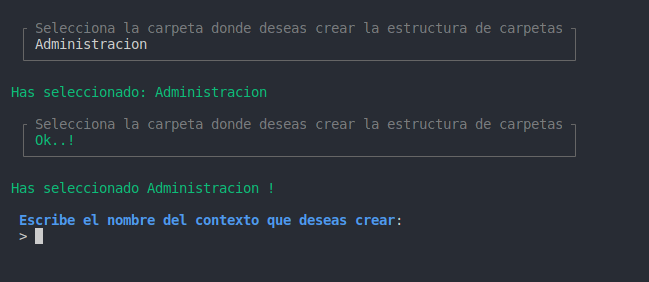 Selecciona la carpeta donde deseas crear la estructura de carpetas
Administracion
Has seleccionado: Administracion
Selecciona la carpeta donde deseas crear la estructura de carpetas
Ok..!
Has seleccionado Administracion !
Escribe el nombre del contexto que deseas crear:
>